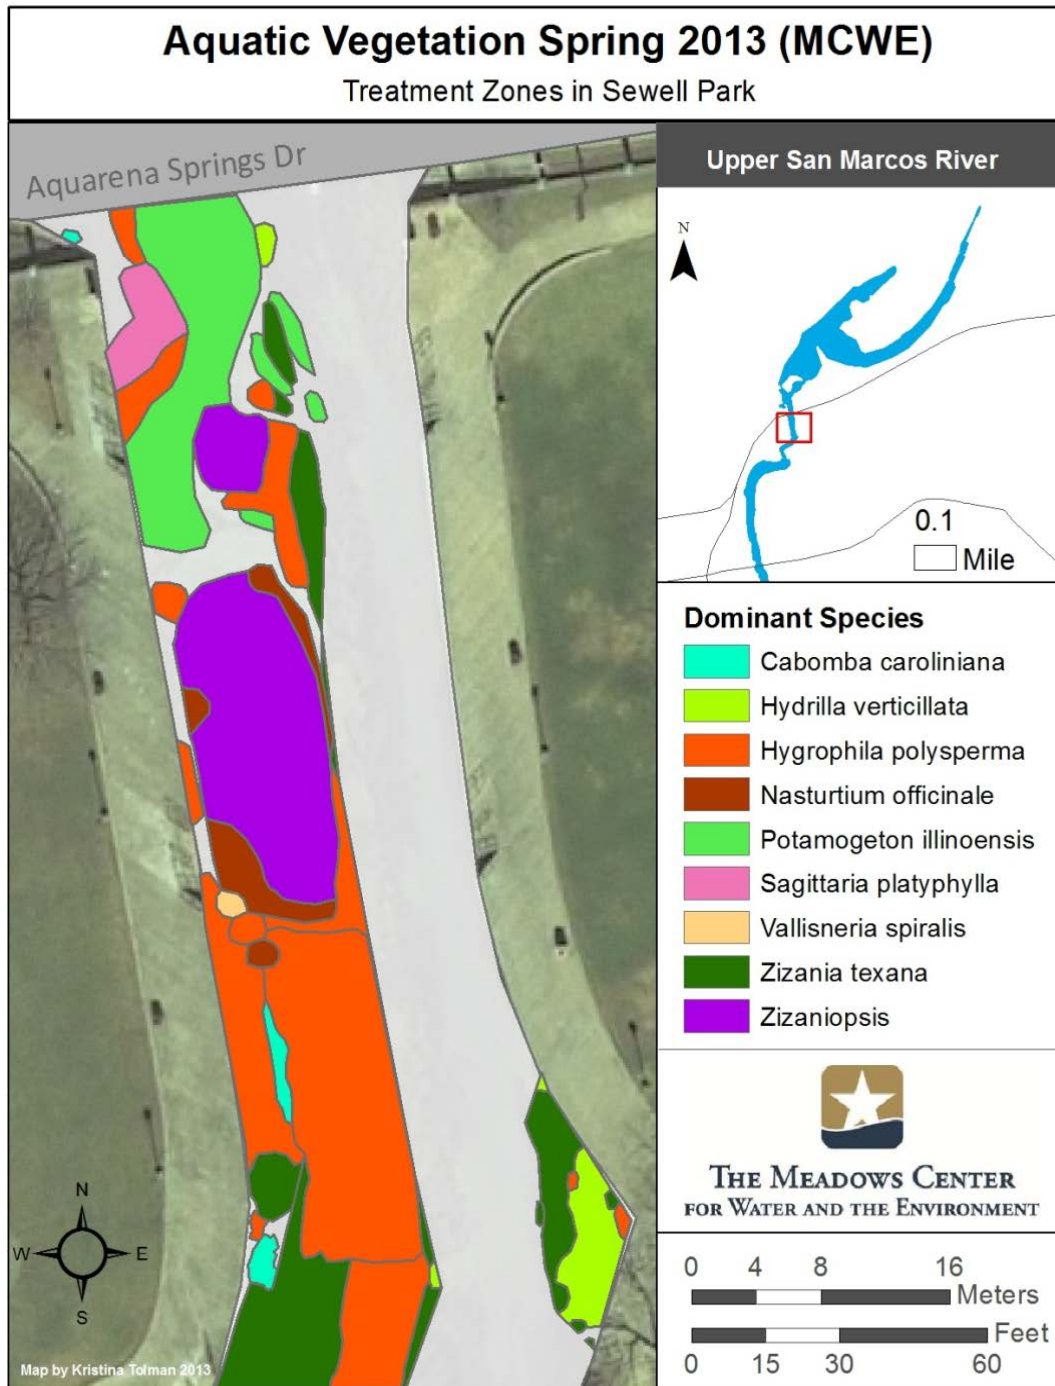 Aquatic Vegetation Spring 2013 (MCWE)
Treatment Zones in Sewell Park
Aquarena Springs Dr
Upper San Marcos River
N
0.1
Mile
Dominant Species
Cabomba caroliniana
Hydrilla verticillata
Hygrophila polysperma
Nasturtium officinale
Potamogeton illinoensis
Sagittaria platyphylla
Vallisneria spiralis
Zizania texana
Zizaniopsis
THE MEADOWS CENTER
FOR WATER AND THE ENVIRONMENT
N
W E
S
0 4 8 16
Meters
Feet
0 15 30 60
Map by Kristina Tolman 2013